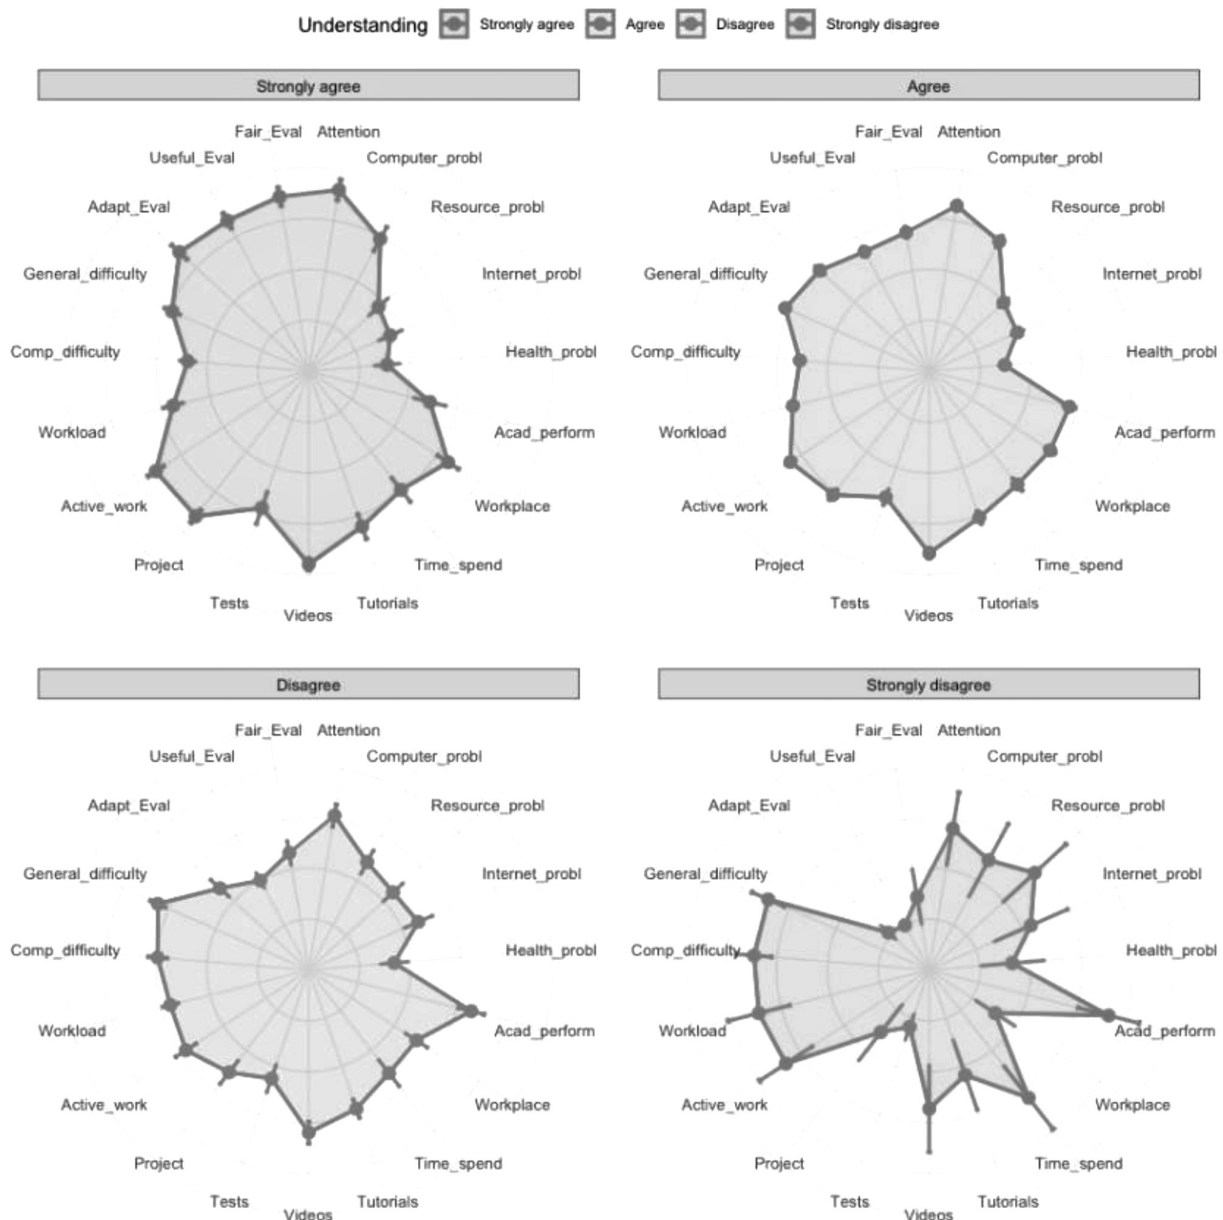 Understanding Strongly agree Agree Disagree Strongly disagree
Strongly agree
Fair_Eval Attention
Useful_Eval Computer_probl
Adapt_Eval Resource_probl
General_difficulty Internet_probl
Comp_difficulty Health_probl
Workload Acad_perform
Active_work Workplace
Project Time_spend
Tests Tutorials
Videos
Agree
Fair_Eval Attention
Useful_Eval Computer_probl
Adapt_Eval Resource_probl
General_difficulty Internet_probl
Comp_difficulty Health_probl
Workload Acad_perform
Active_work Workplace
Project Time_spend
Tests Tutorials
Videos
Disagree
Fair_Eval Attention
Useful_Eval Computer_probl
Adapt_Eval Resource_probl
General_difficulty Internet_probl
Comp_difficulty Health_probl
Workload Acad_perform
Active_work Workplace
Project Time_spend
Tests Tutorials
Videos
Strongly disagree
Fair_Eval Attention
Useful_Eval Computer_probl
Adapt_Eval Resource_probl
General_difficulty Internet_probl
Comp_difficulty Health_probl
Workload Acad_perform
Active_work Workplace
Project Time_spend
Tests Tutorials
Videos